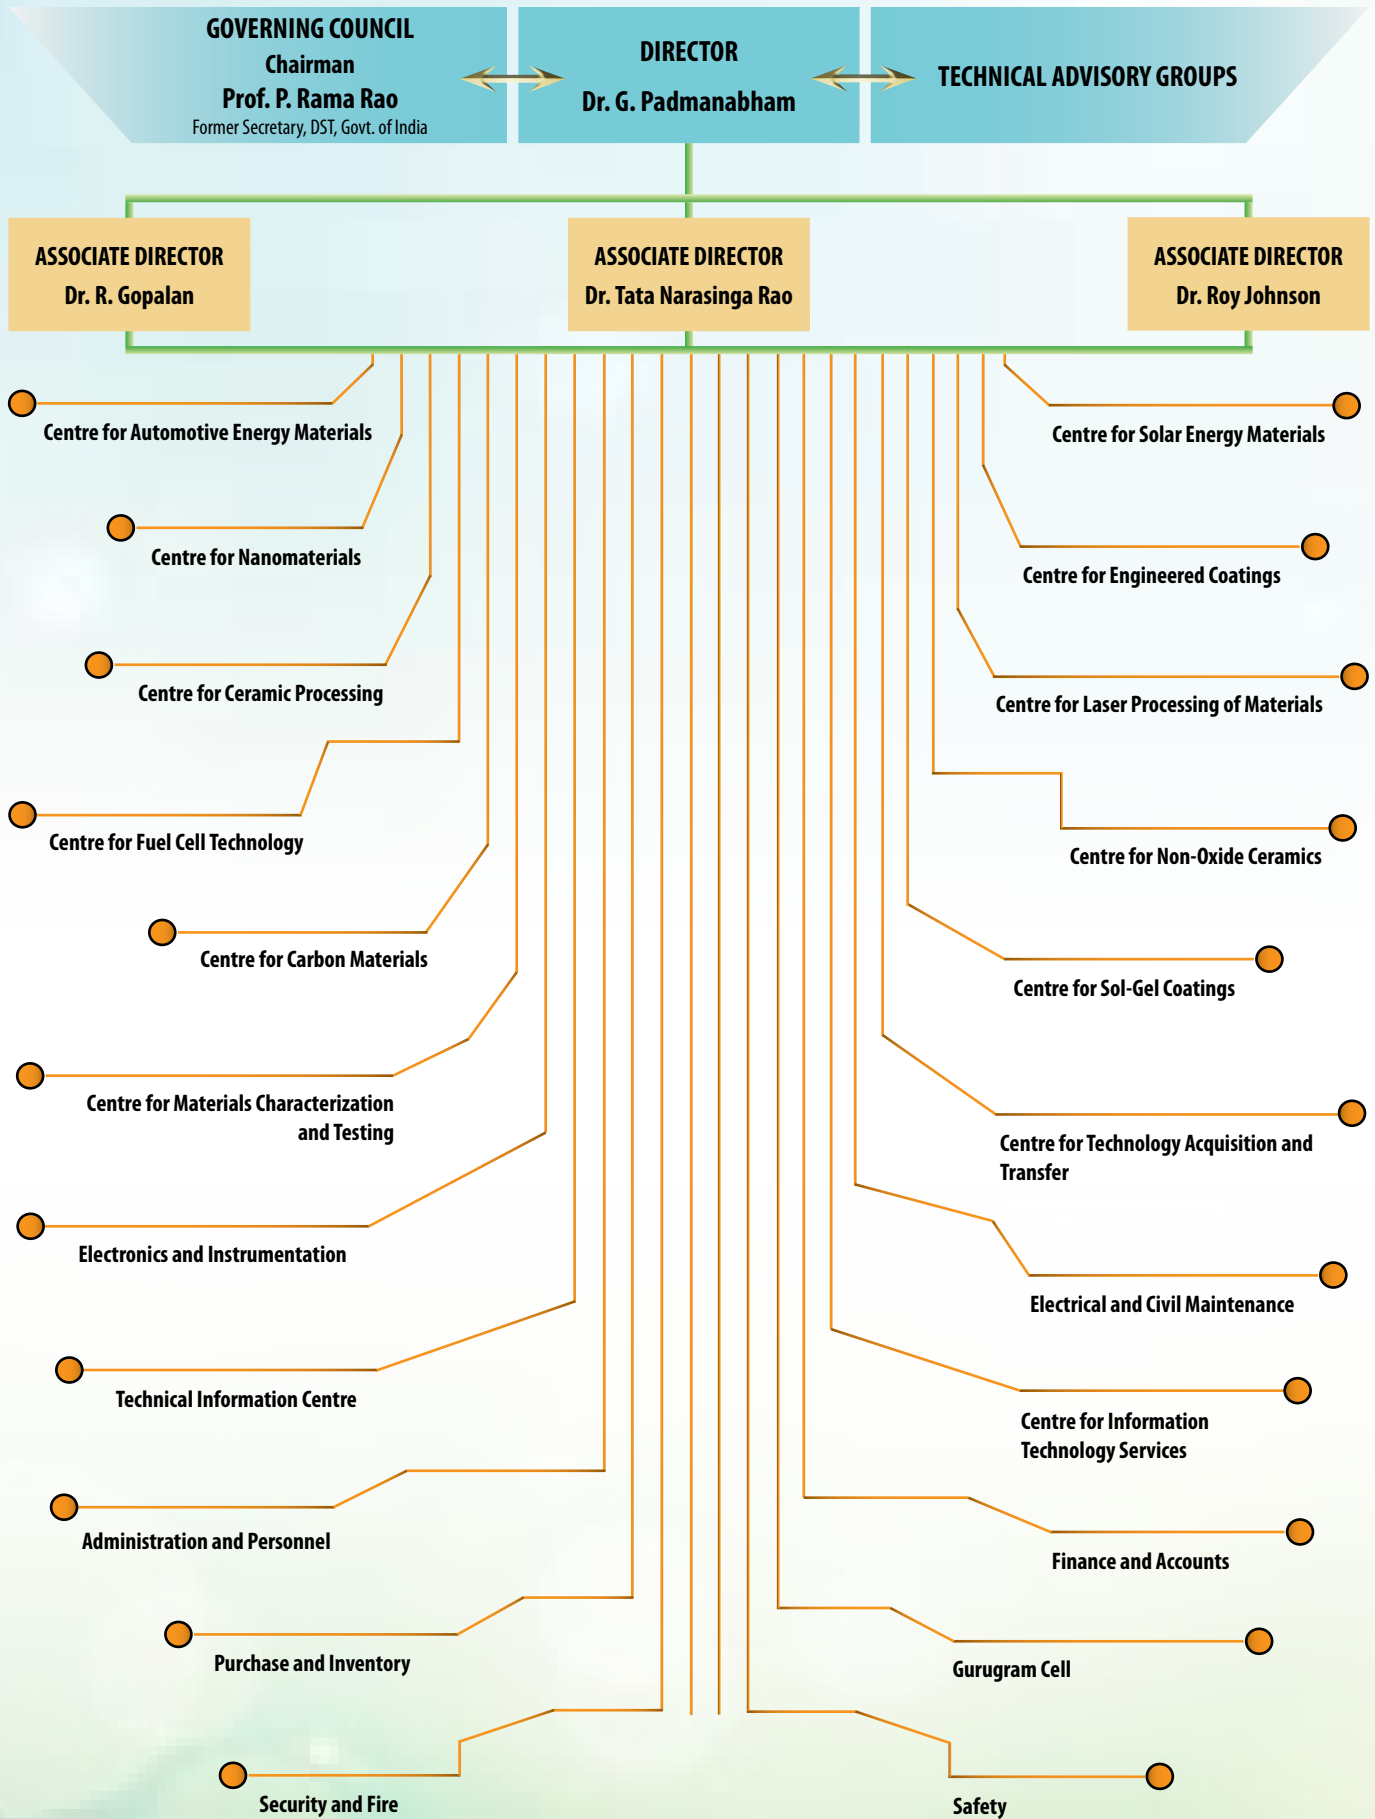 GOVERNING COUNCIL
Chairman
Prof. P. Rama Rao
Former Secretary, DST, Govt. of India
DIRECTOR
Dr. G. Padmanabham
TECHNICAL ADVISORY GROUPS
ASSOCIATE DIRECTOR
Dr. R. Gopalan
ASSOCIATE DIRECTOR
Dr. Tata Narasinga Rao
ASSOCIATE DIRECTOR
Dr. Roy Johnson
Centre for Automotive Energy Materials
Centre for Solar Energy Materials
Centre for Nanomaterials
Centre for Engineered Coatings
Centre for Ceramic Processing
Centre for Laser Processing of Materials
Centre for Fuel Cell Technology
Centre for Non-Oxide Ceramics
Centre for Carbon Materials
Centre for Sol-Gel Coatings
Centre for Materials Characterization
and Testing
Centre for Technology Acquisition and
Transfer
Electronics and Instrumentation
Electrical and Civil Maintenance
Technical Information Centre
Centre for Information
Technology Services
Administration and Personnel
Finance and Accounts
Purchase and Inventory
Gurugram Cell
Security and Fire
Safety